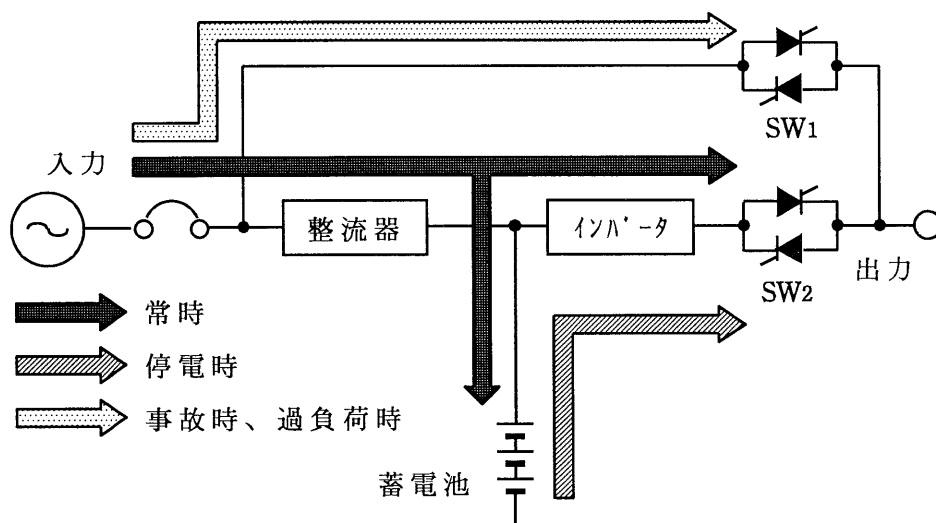 SW1
入力
整流器
インバータ
出力
SW2
常時
停電時
事故時、過負荷時
蓄電池